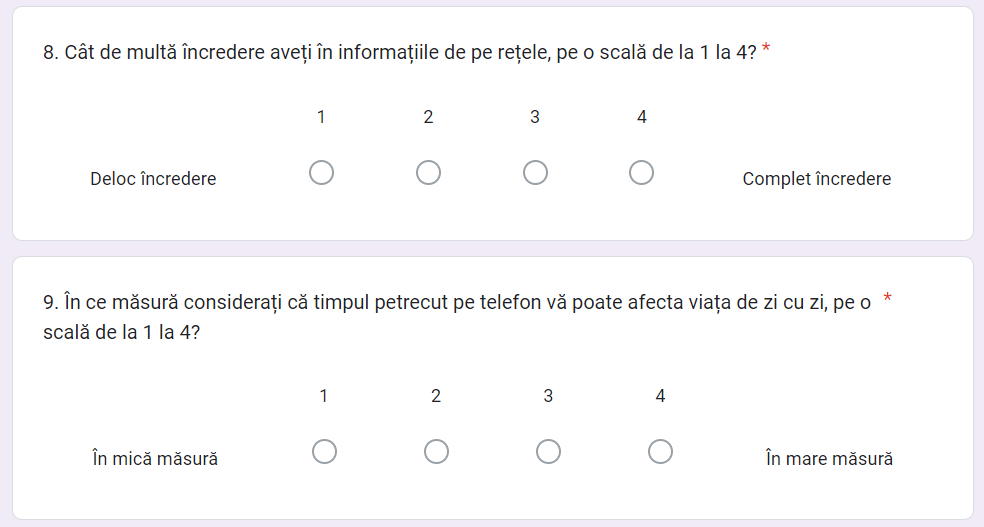 8. Cât de multă încredere aveți în informațiile de pe rețele, pe o scală de la 1 la 4? *
1 2 3 4
Deloc încredere Complet încredere
9. În ce măsură considerați că timpul petrecut pe telefon vă poate afecta viața de zi cu zi, pe o *
scală de la 1 la 4?
1 2 3 4
În mică măsură În mare măsură